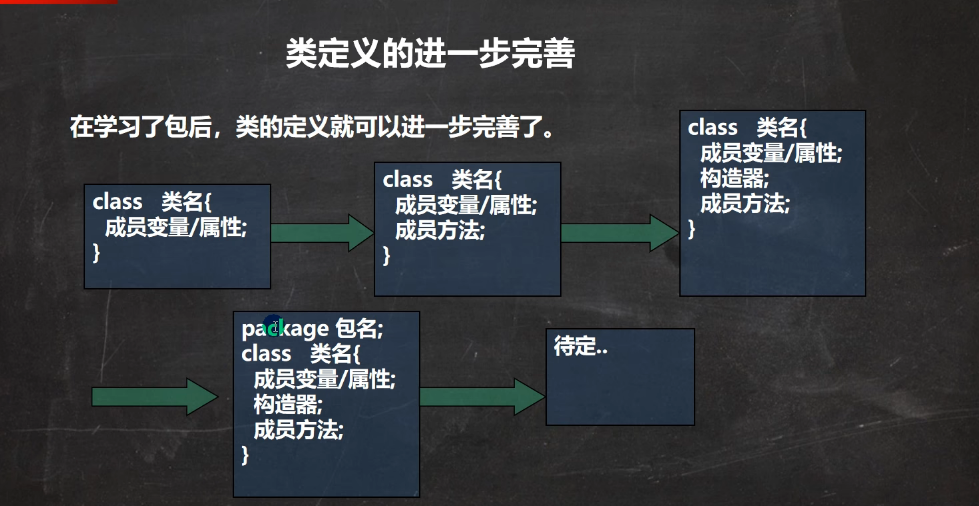 类定义的进一步完善
在学习了包后，类的定义就可以进一步完善了。
class 类名{
成员变量/属性;
}
class 类名{
成员变量/属性;
成员方法;
}
class 类名{
成员变量/属性;
构造器;
成员方法;
}
package 包名;
class 类名{
成员变量/属性;
构造器;
成员方法;
}
待定..